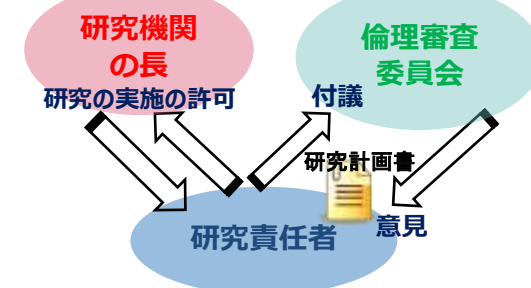 研究機関
の長
研究の実施の許可
倫理審査
委員会
付議
研究計画書
研究責任者
意見